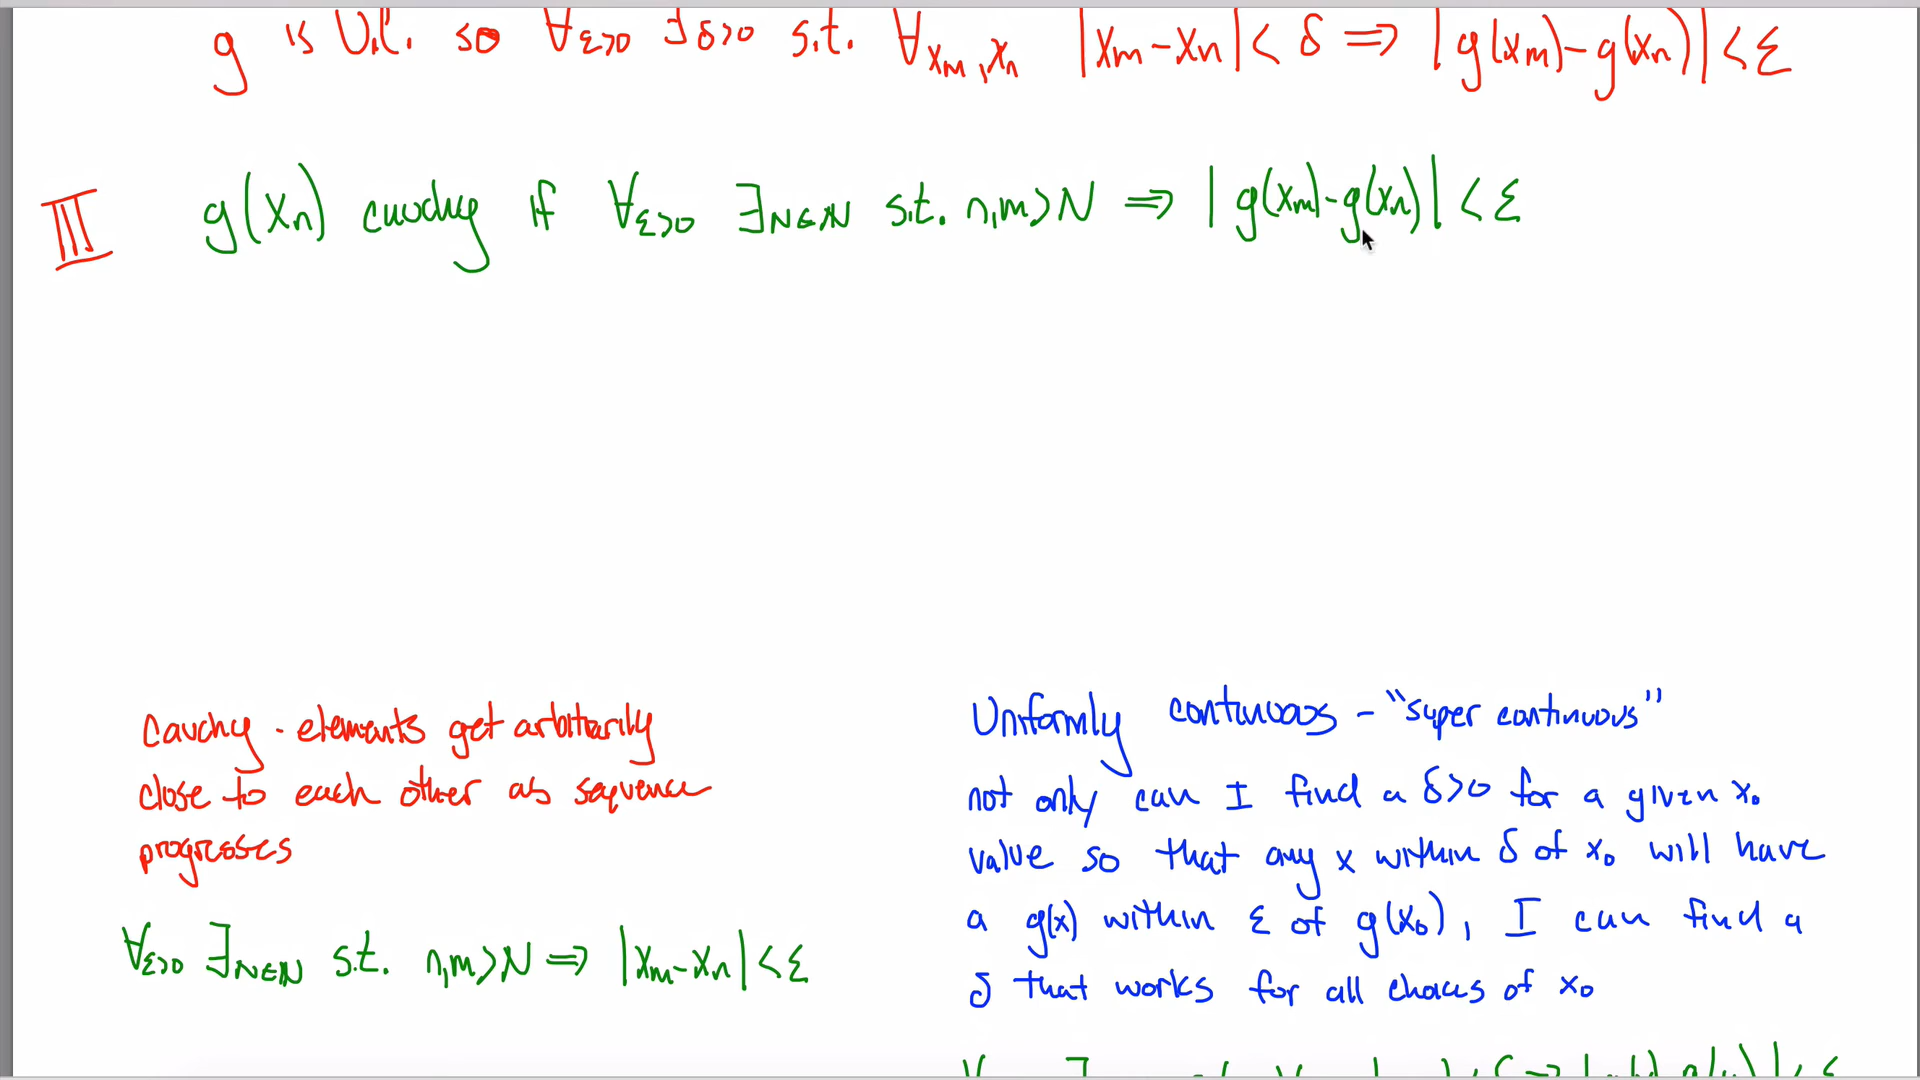 g is U.C. so ∀ε>0 ∃δ>0 s.t. ∀xm,xn |xm-xn|<δ ⇒ |g(xm)-g(xn)|<ε
III g(xn) cauchy if ∀ε>0 ∃N∈N s.t. n,m>N ⇒ |g(xm)-g(xn)|<ε
Cauchy - elements get arbitrarily
close to each other as sequence
progresses
∀ε>0 ∃N∈N s.t. n,m>N ⇒ |xm-xn|<ε
Uniformly continuous - "super continuous"
not only can I find a δ>0 for a given x₀
value so that any x within δ of x₀ will have
a g(x) within ε of g(x₀), I can find a
δ that works for all choices of x₀